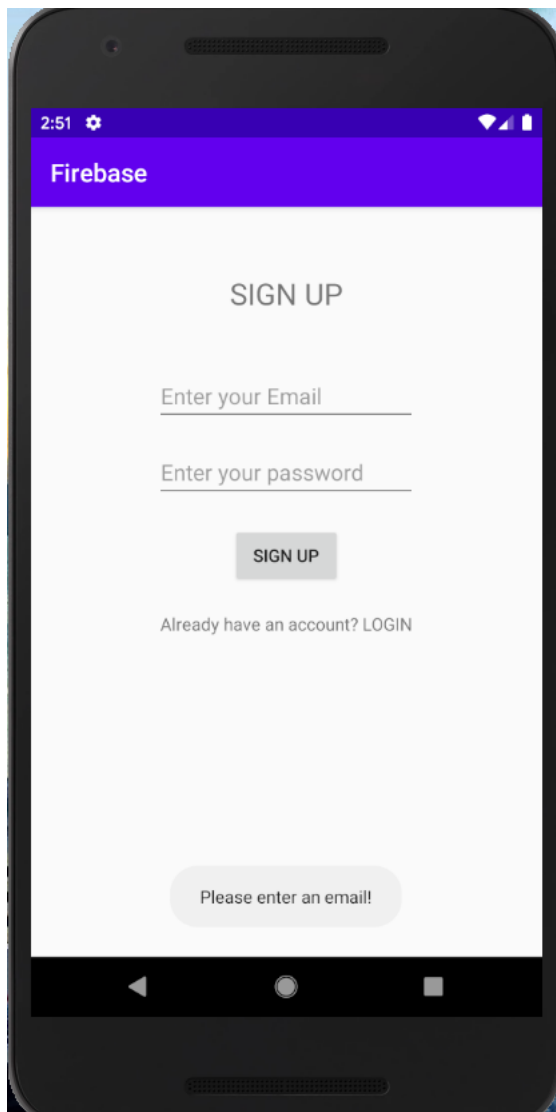 2:51
Firebase
SIGN UP
Enter your Email
Enter your password
SIGN UP
Already have an account? LOGIN
Please enter an email!